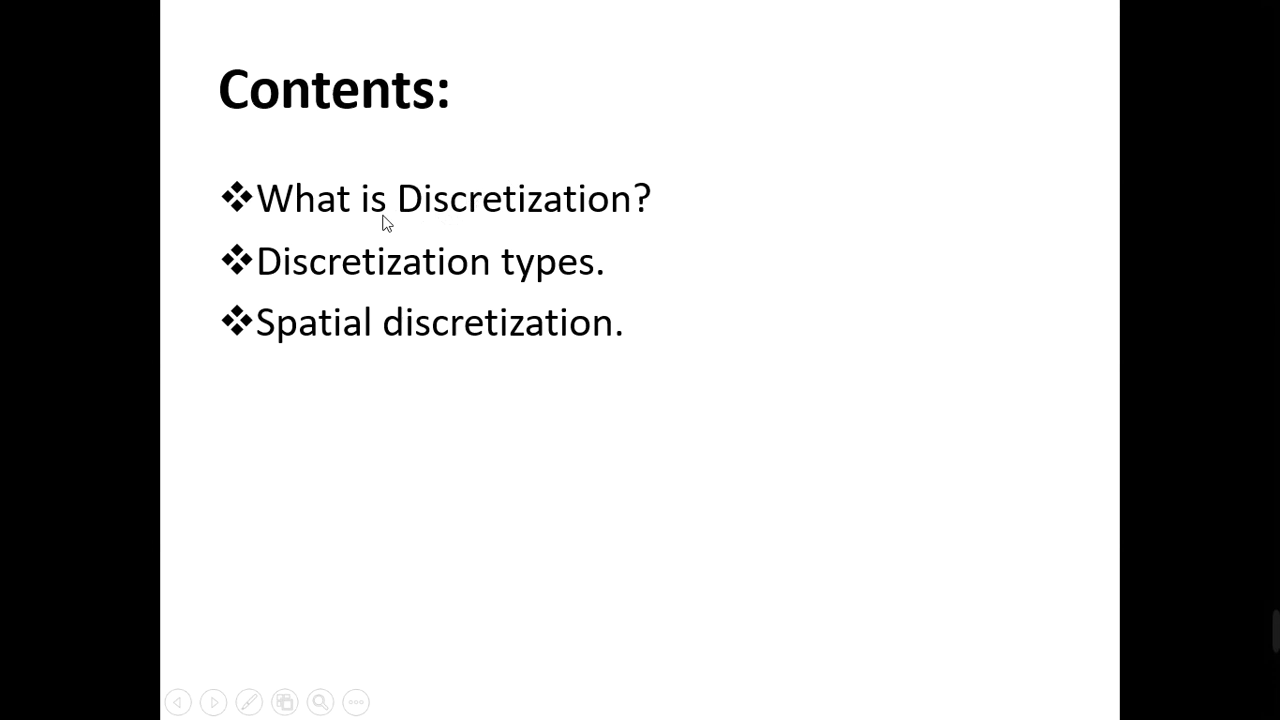 Contents:
❖What is Discretization?
❖Discretization types.
❖Spatial discretization.